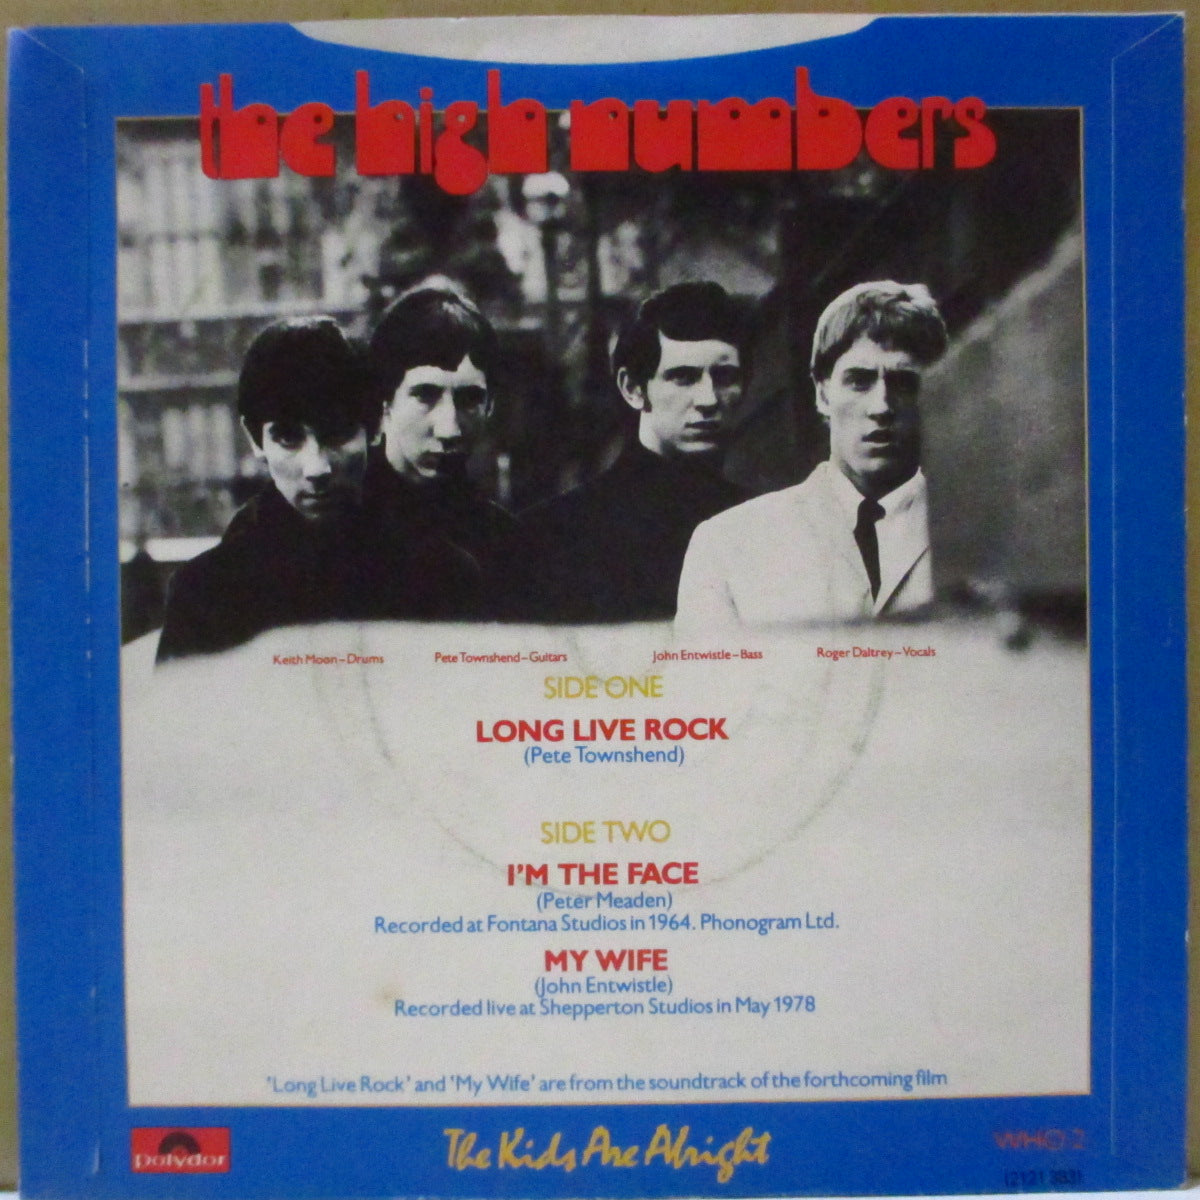 the high numbers
Keith Moon–Drums Pete Townshend–Guitars John Entwistle–Bass Roger Daltrey–Vocals
SIDE ONE
LONG LIVE ROCK
(Pete Townshend)
SIDE TWO
I'M THE FACE
(Peter Meaden)
Recorded at Fontana Studios in 1964. Phonogram Ltd.
MY WIFE
(John Entwistle)
Recorded live at Shepperton Studios in May 1978
'Long Live Rock' and 'My Wife' are from the soundtrack of the forthcoming film
The Kids Are Alright
polydor
WHO 2